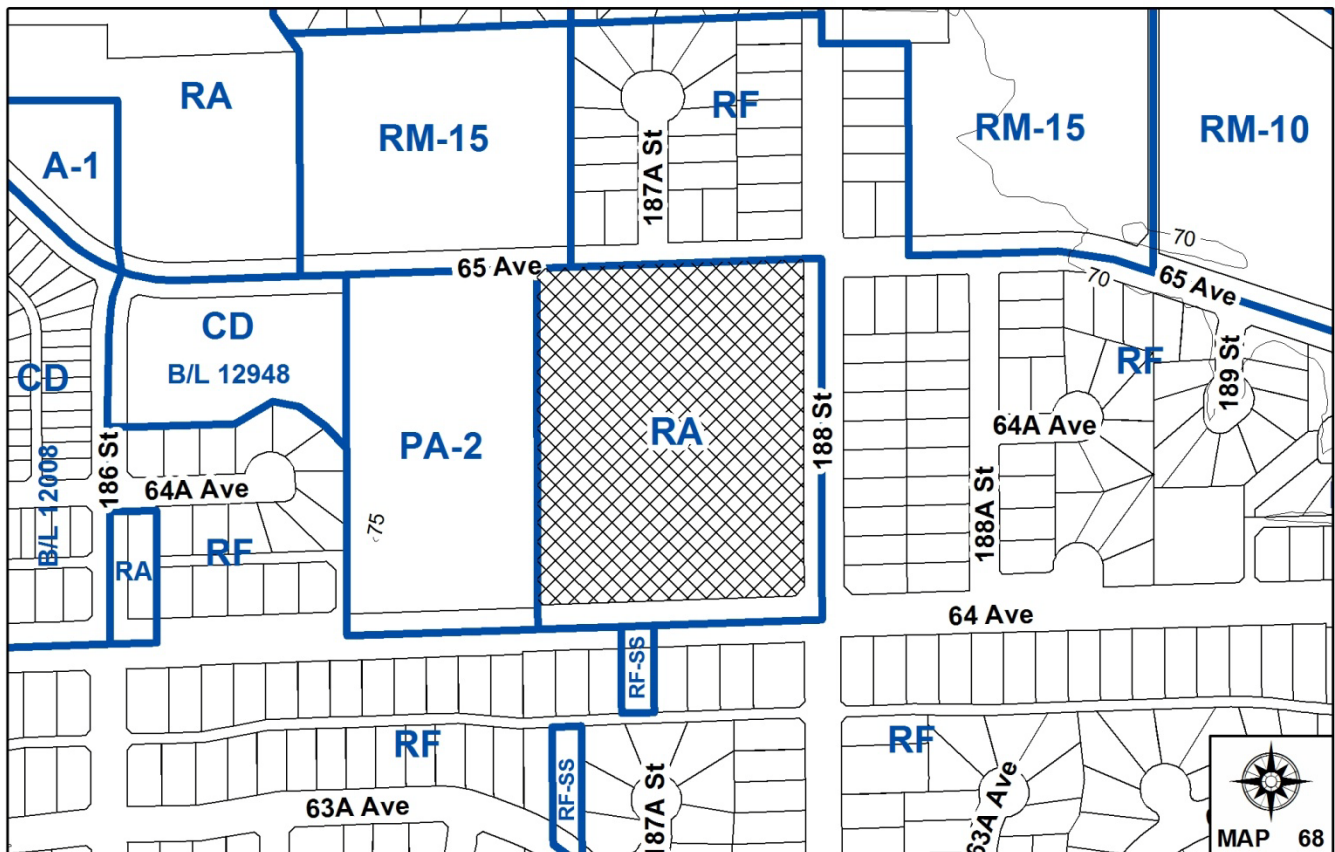 RA
RM-15
RF
RM-15
RM-10
A-1
187A St
70
65 Ave
70
65 Ave
CD
B/L 12948
CD
RF
189 St
PA-2
RA
188 St
64A Ave
186 St
B/L 12008
64A Ave
75
188A St
RF
RA
64 Ave
RF-SS
RF
RF
RF-SS
187A St
63A Ave
63A Ave
MAP 68